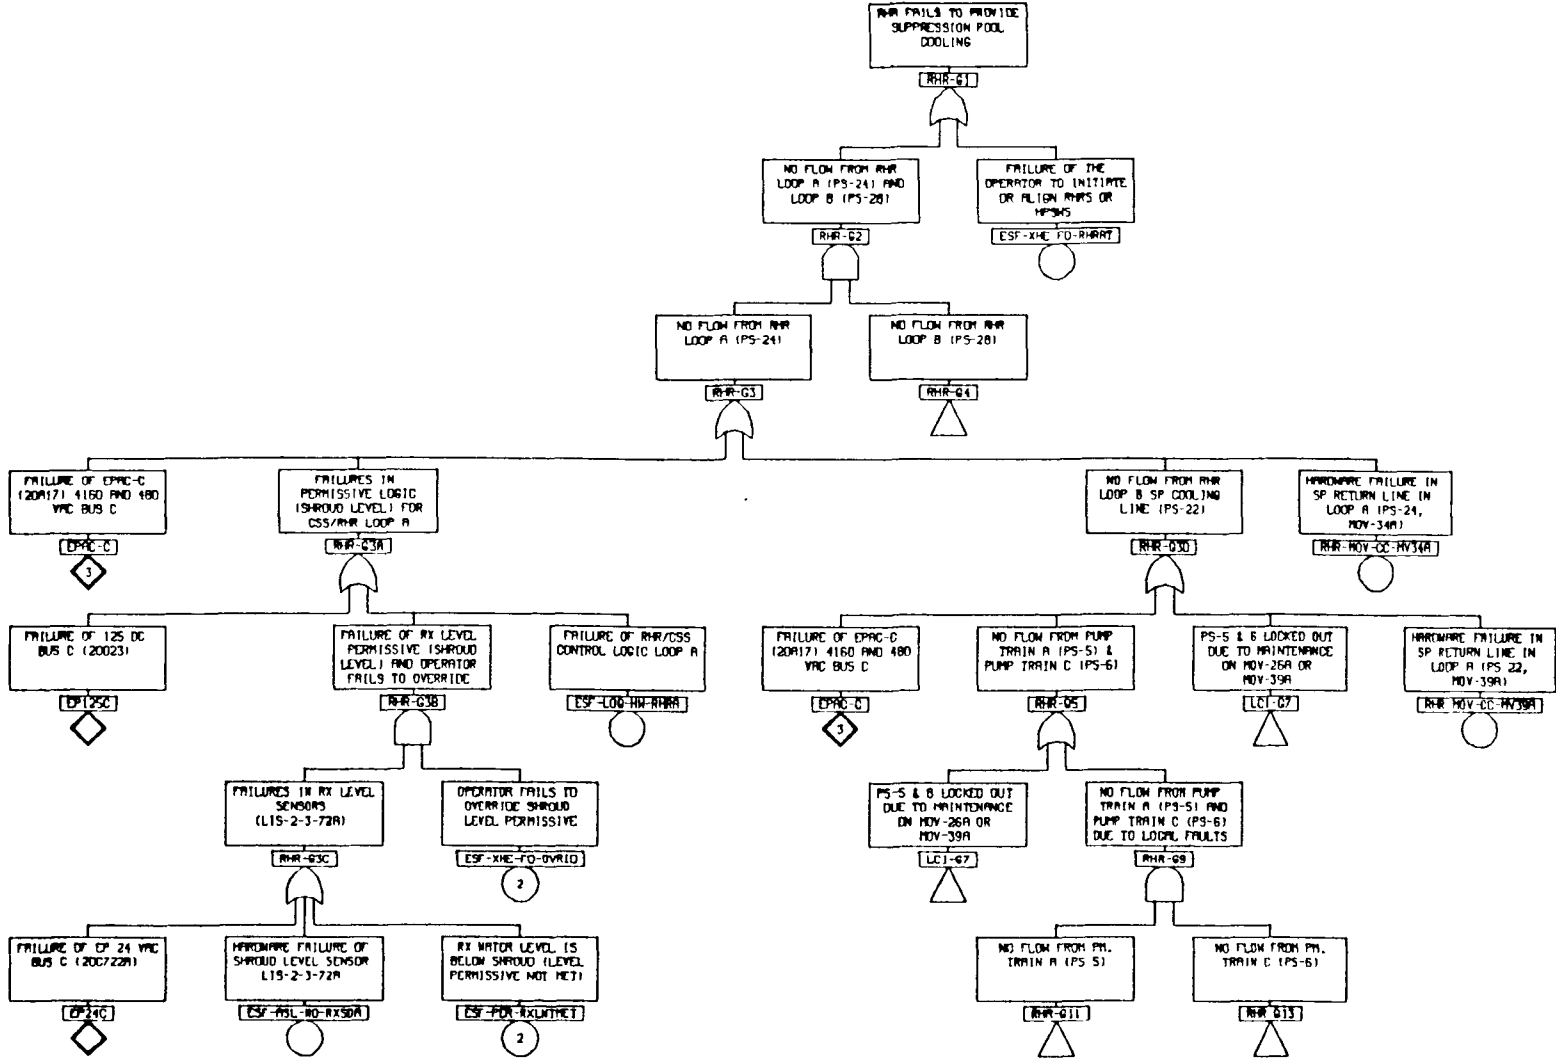 RHR FAILS TO PROVIDE
SUPPRESSION POOL
COOLING
RHR-G1
NO FLOW FROM RHR
LOOP A (PS-24) AND
LOOP B (PS-28)
RHR-G2
FAILURE OF THE
OPERATOR TO INITIATE
OR ALIGN RHRS OR
HPSWS
ESF-XHE FO-RHRAT
NO FLOW FROM RHR
LOOP A (PS-24)
RHR-G3
NO FLOW FROM RHR
LOOP B (PS-28)
RHR-G4
FAILURE OF EPAC-C
(20A17) 4160 AND 480
VAC BUS C
EPAC-C
3
FAILURES IN
PERMISSIVE LOGIC
(SHROUD LEVEL) FOR
CSS/RHR LOOP A
RHR-G3A
NO FLOW FROM RHR
LOOP B SP COOLING
LINE (PS-22)
RHR-G3D
HARDWARE FAILURE IN
SP RETURN LINE IN
LOOP A (PS-24,
MOV-34A)
RHR-MOV-CC-MV34A
FAILURE OF 125 DC
BUS C (20D23)
EP125C
FAILURE OF RX LEVEL
PERMISSIVE (SHROUD
LEVEL) AND OPERATOR
FAILS TO OVERRIDE
RHR-G3B
FAILURE OF RHR/CSS
CONTROL LOGIC LOOP A
ESF-LOG-HW-RHRA
FAILURE OF EPAC-C
(20A17) 4160 AND 480
VAC BUS C
EPAC-C
3
NO FLOW FROM PUMP
TRAIN A (PS-5) &
PUMP TRAIN C (PS-6)
RHR-G5
PS-5 & 6 LOCKED OUT
DUE TO MAINTENANCE
ON MOV-26A OR
MOV-39A
LCI-G7
HARDWARE FAILURE IN
SP RETURN LINE IN
LOOP A (PS 22,
MOV-39A)
RHR MOV-CC-MV39A
FAILURES IN RX LEVEL
SENSORS
(LIS-2-3-72A)
RHR-G3C
OPERATOR FAILS TO
OVERRIDE SHROUD
LEVEL PERMISSIVE
ESF-XHE-FO-OVRID
2
PS-5 & 6 LOCKED OUT
DUE TO MAINTENANCE
ON MOV-26A OR
MOV-39A
LCI-G7
NO FLOW FROM PUMP
TRAIN A (PS-5) AND
PUMP TRAIN C (PS-6)
DUE TO LOCAL FAULTS
RHR-G9
FAILURE OF EP 24 VAC
BUS C (20C722A)
EP24C
HARDWARE FAILURE OF
SHROUD LEVEL SENSOR
LIS-2-3-72A
ESF-ASL-NO-RXSDA
RX WATER LEVEL IS
BELOW SHROUD (LEVEL
PERMISSIVE NOT MET)
ESF-PER-RXLNTMET
2
NO FLOW FROM PM.
TRAIN A (PS 5)
RHR-G11
NO FLOW FROM PM.
TRAIN C (PS-6)
RHR G13